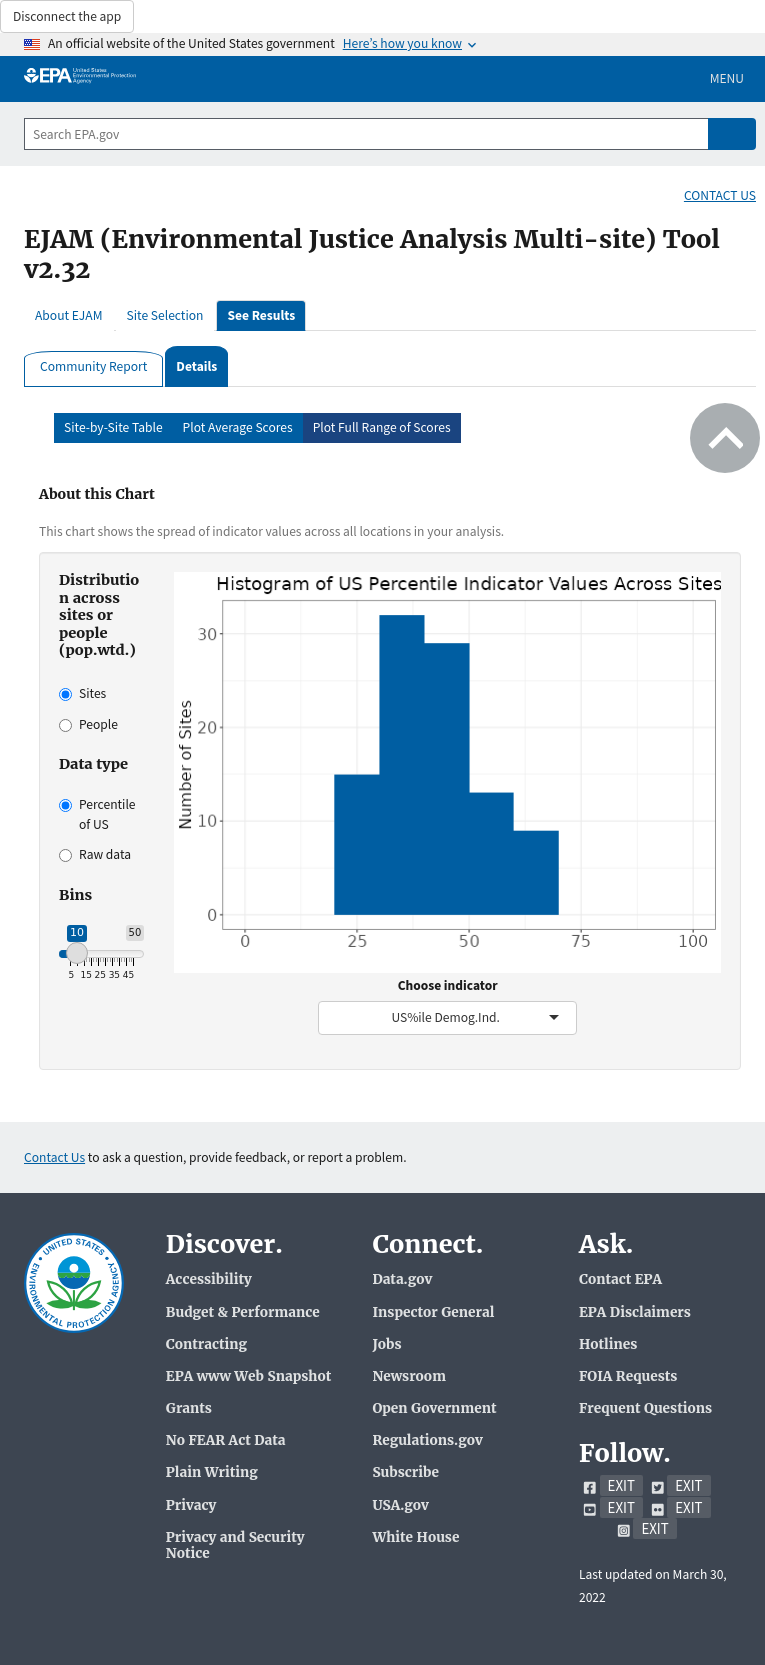 Disconnect the app
An official website of the United States government Here's how you know
EPA United States Environmental Protection Agency
MENU
Search EPA.gov
CONTACT US
EJAM (Environmental Justice Analysis Multi-site) Tool
v2.32
About EJAM Site Selection See Results
Community Report Details
Site-by-Site Table Plot Average Scores Plot Full Range of Scores
About this Chart
This chart shows the spread of indicator values across all locations in your analysis.
Distributio
n across
sites or
people
(pop.wtd.)
Sites
People
Data type
Percentile
of US
Raw data
Bins
10 50
5 15 25 35 45
Histogram of US Percentile Indicator Values Across Sites
Number of Sites
30
20
10
0
0 25 50 75 100
Choose indicator
US%ile Demog.Ind.
Contact Us to ask a question, provide feedback, or report a problem.
UNITED STATES
ENVIRONMENTAL PROTECTION AGENCY
Discover.
Accessibility
Budget & Performance
Contracting
EPA www Web Snapshot
Grants
No FEAR Act Data
Plain Writing
Privacy
Privacy and Security
Notice
Connect.
Data.gov
Inspector General
Jobs
Newsroom
Open Government
Regulations.gov
Subscribe
USA.gov
White House
Ask.
Contact EPA
EPA Disclaimers
Hotlines
FOIA Requests
Frequent Questions
Follow.
EXIT EXIT
EXIT EXIT
EXIT
Last updated on March 30,
2022